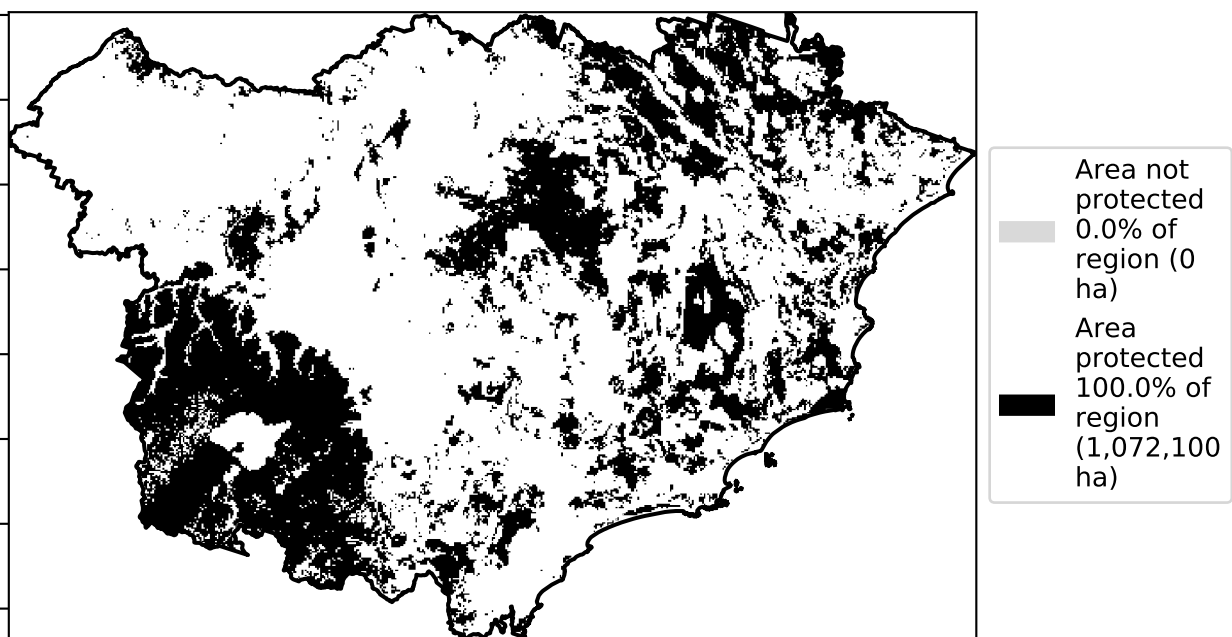 Area not
protected
0.0% of
region (0
ha)
Area
protected
100.0% of
region
(1,072,100
ha)